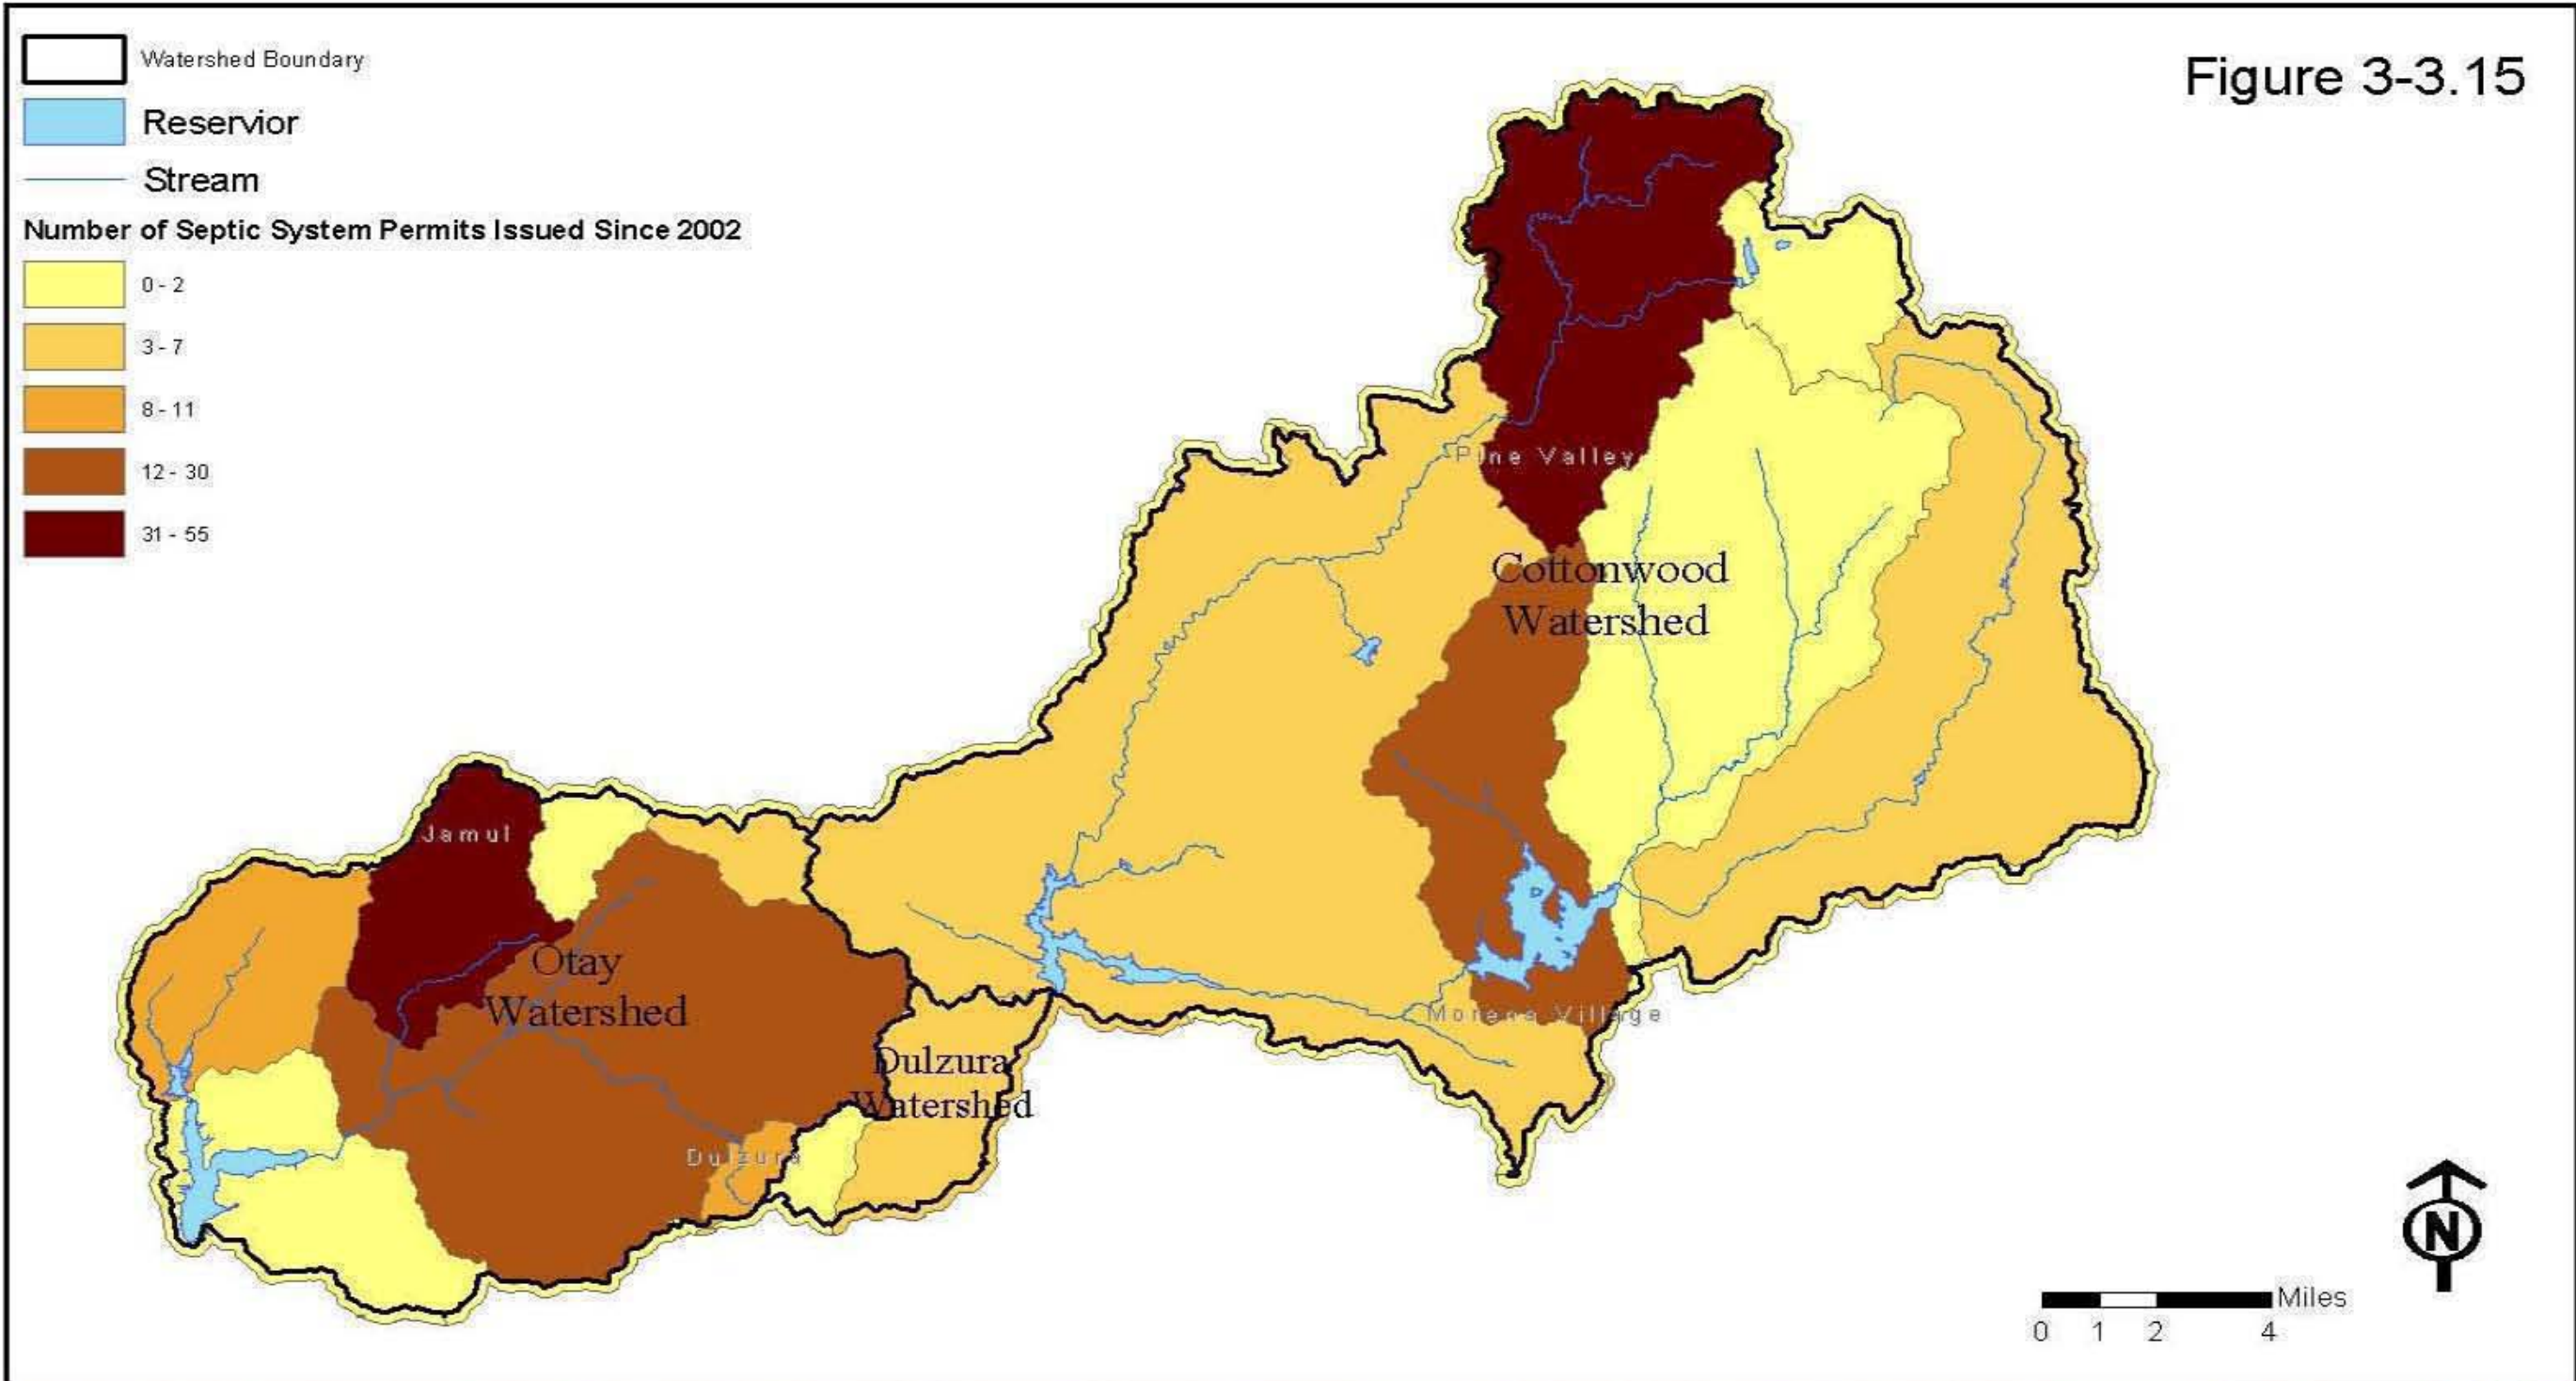 Figure 3-3.15
Watershed Boundary
Reservior
Stream
Number of Septic System Permits Issued Since 2002
0 - 2
3 - 7
8 - 11
12 - 30
31 - 55
Pine Valley
Cottonwood
Watershed
Jamul
Otay
Watershed
Morena Village
Dulzura
Watershed
Dulzura
N
Miles
0 1 2 4